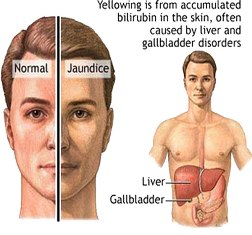 Yellowing is from accumulated
bilirubin in the skin, often
caused by liver and
gallbladder disorders
Normal
Jaundice
Liver
Gallbladder